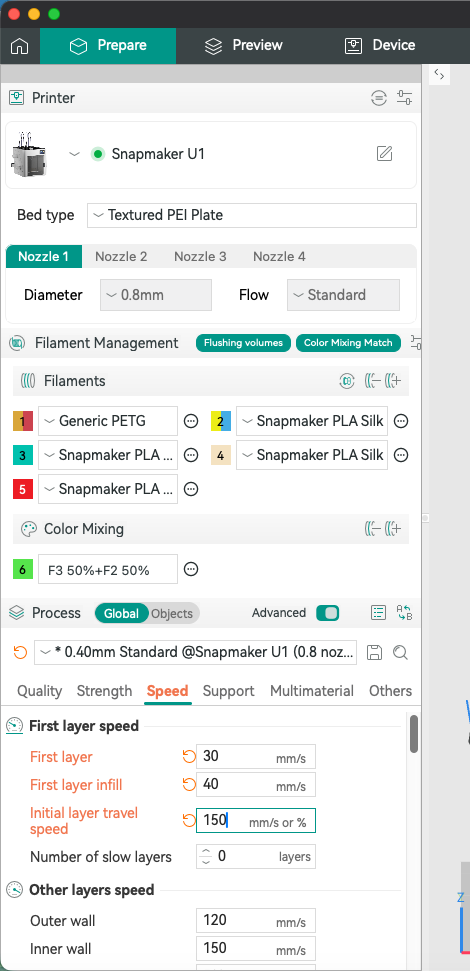 Prepare Preview Device
Printer
Snapmaker U1
Bed type Textured PEI Plate
Nozzle 1 Nozzle 2 Nozzle 3 Nozzle 4
Diameter 0.8mm Flow Standard
Filament Management Flushing volumes Color Mixing Match
Filaments
1 Generic PETG 2 Snapmaker PLA Silk
3 Snapmaker PLA ... 4 Snapmaker PLA Silk
5 Snapmaker PLA ...
Color Mixing
6 F3 50%+F2 50%
Process Global Objects Advanced
* 0.40mm Standard @Snapmaker U1 (0.8 noz...
Quality Strength Speed Support Multimaterial Others
First layer speed
First layer 30 mm/s
First layer infill 40 mm/s
Initial layer travel
speed 150 mm/s or %
Number of slow layers 0 layers
Other layers speed
Outer wall 120 mm/s
Inner wall 150 mm/s
Z